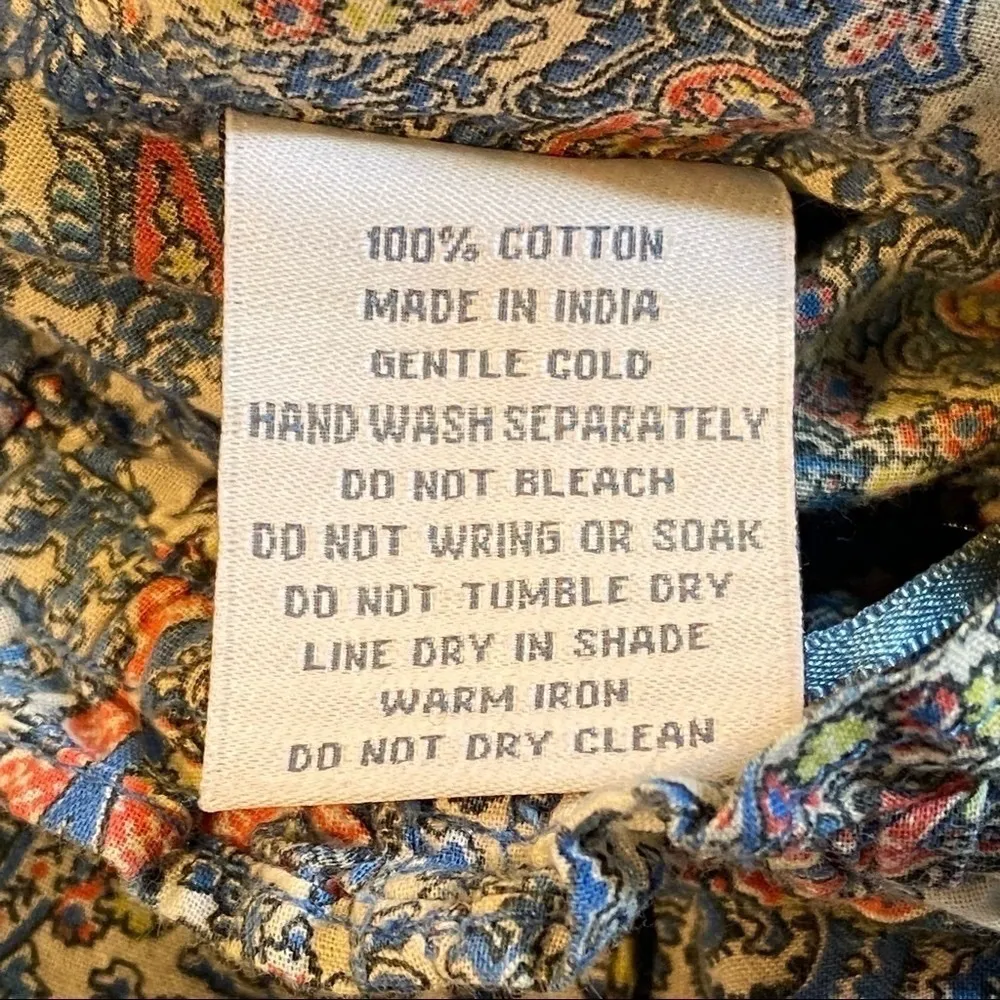 100% COTTON
MADE IN INDIA
GENTLE COLD
HAND WASH SEPARATELY
DO NOT BLEACH
DO NOT WRING OR SOAK
DO NOT TUMBLE DRY
LINE DRY IN SHADE
WARM IRON
DO NOT DRY CLEAN